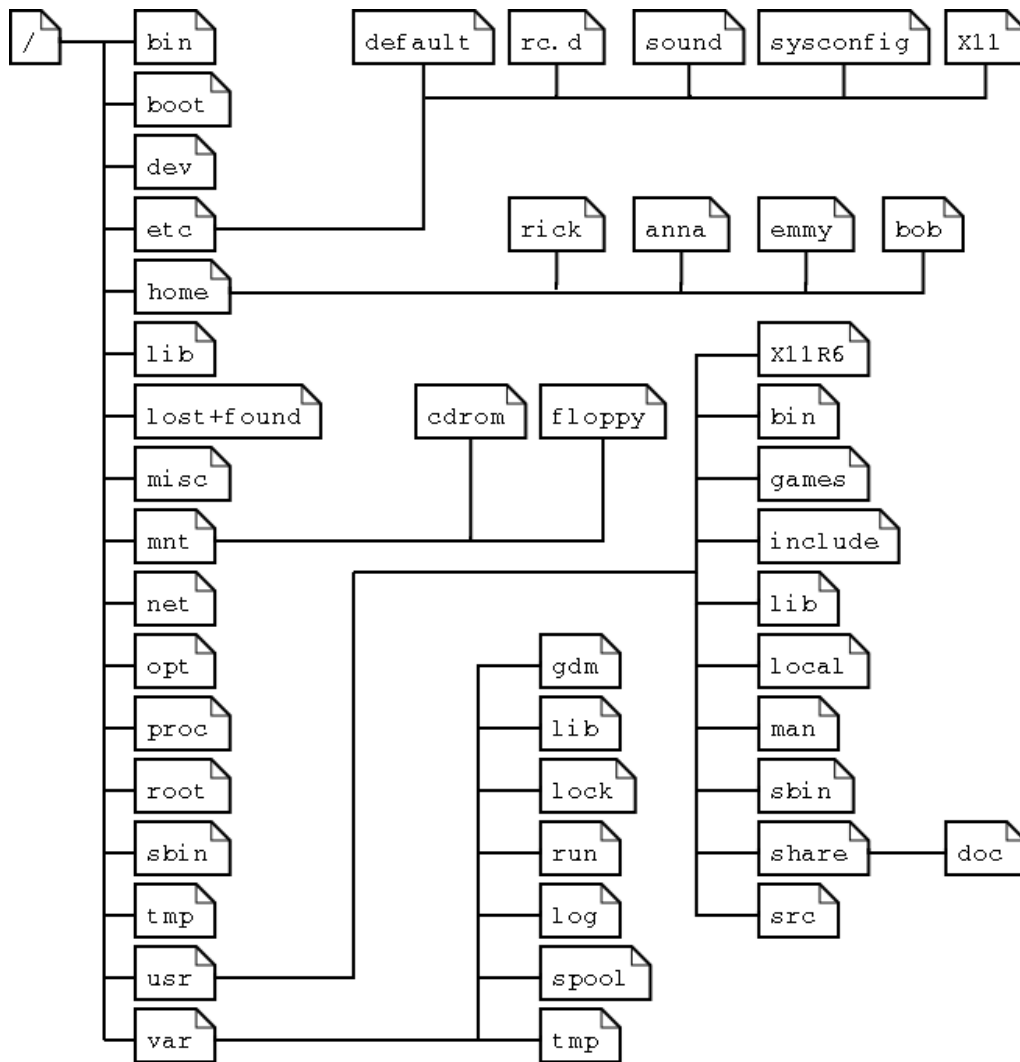 /
bin
default
rc.d
sound
sysconfig
X11
boot
dev
etc
rick
anna
emmy
bob
home
lib
X11R6
lost+found
cdrom
floppy
bin
misc
games
mnt
include
net
lib
opt
gdm
local
proc
lib
man
root
lock
sbin
sbin
run
share
doc
tmp
log
src
usr
spool
var
tmp